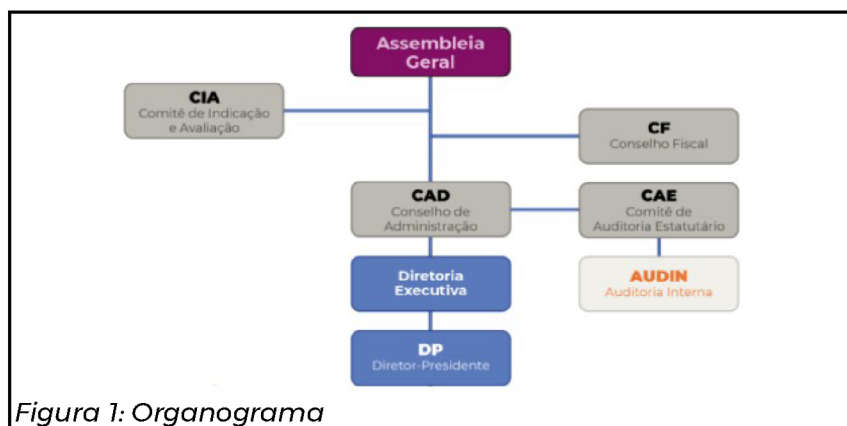 Assembleia
Geral
CIA
Comitê de Indicação
e Avaliação
CF
Conselho Fiscal
CAD
Conselho de
Administração
CAE
Comitê de
Auditoria Estatutário
Diretoria
Executiva
AUDIN
Auditoria Interna
DP
Diretor-Presidente
Figura 1: Organograma